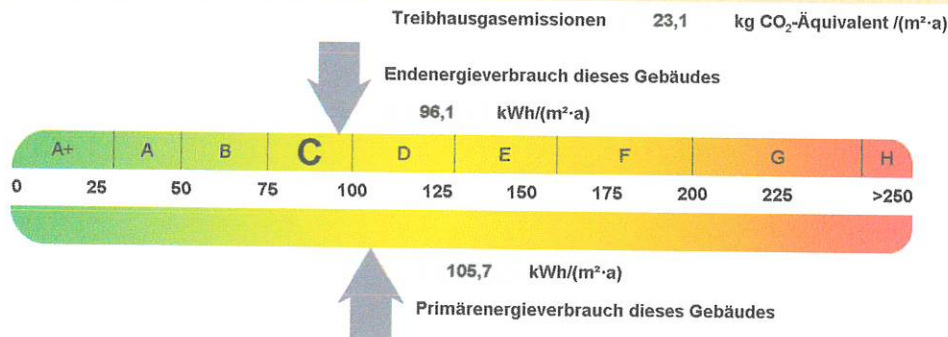 Treibhausgasemissionen 23,1 kg CO₂-Äquivalent /(m²·a)
Endenergieverbrauch dieses Gebäudes
96,1 kWh/(m²·a)
A+ A B C D E F G H
0 25 50 75 100 125 150 175 200 225 >250
105,7 kWh/(m²·a)
Primärenergieverbrauch dieses Gebäudes